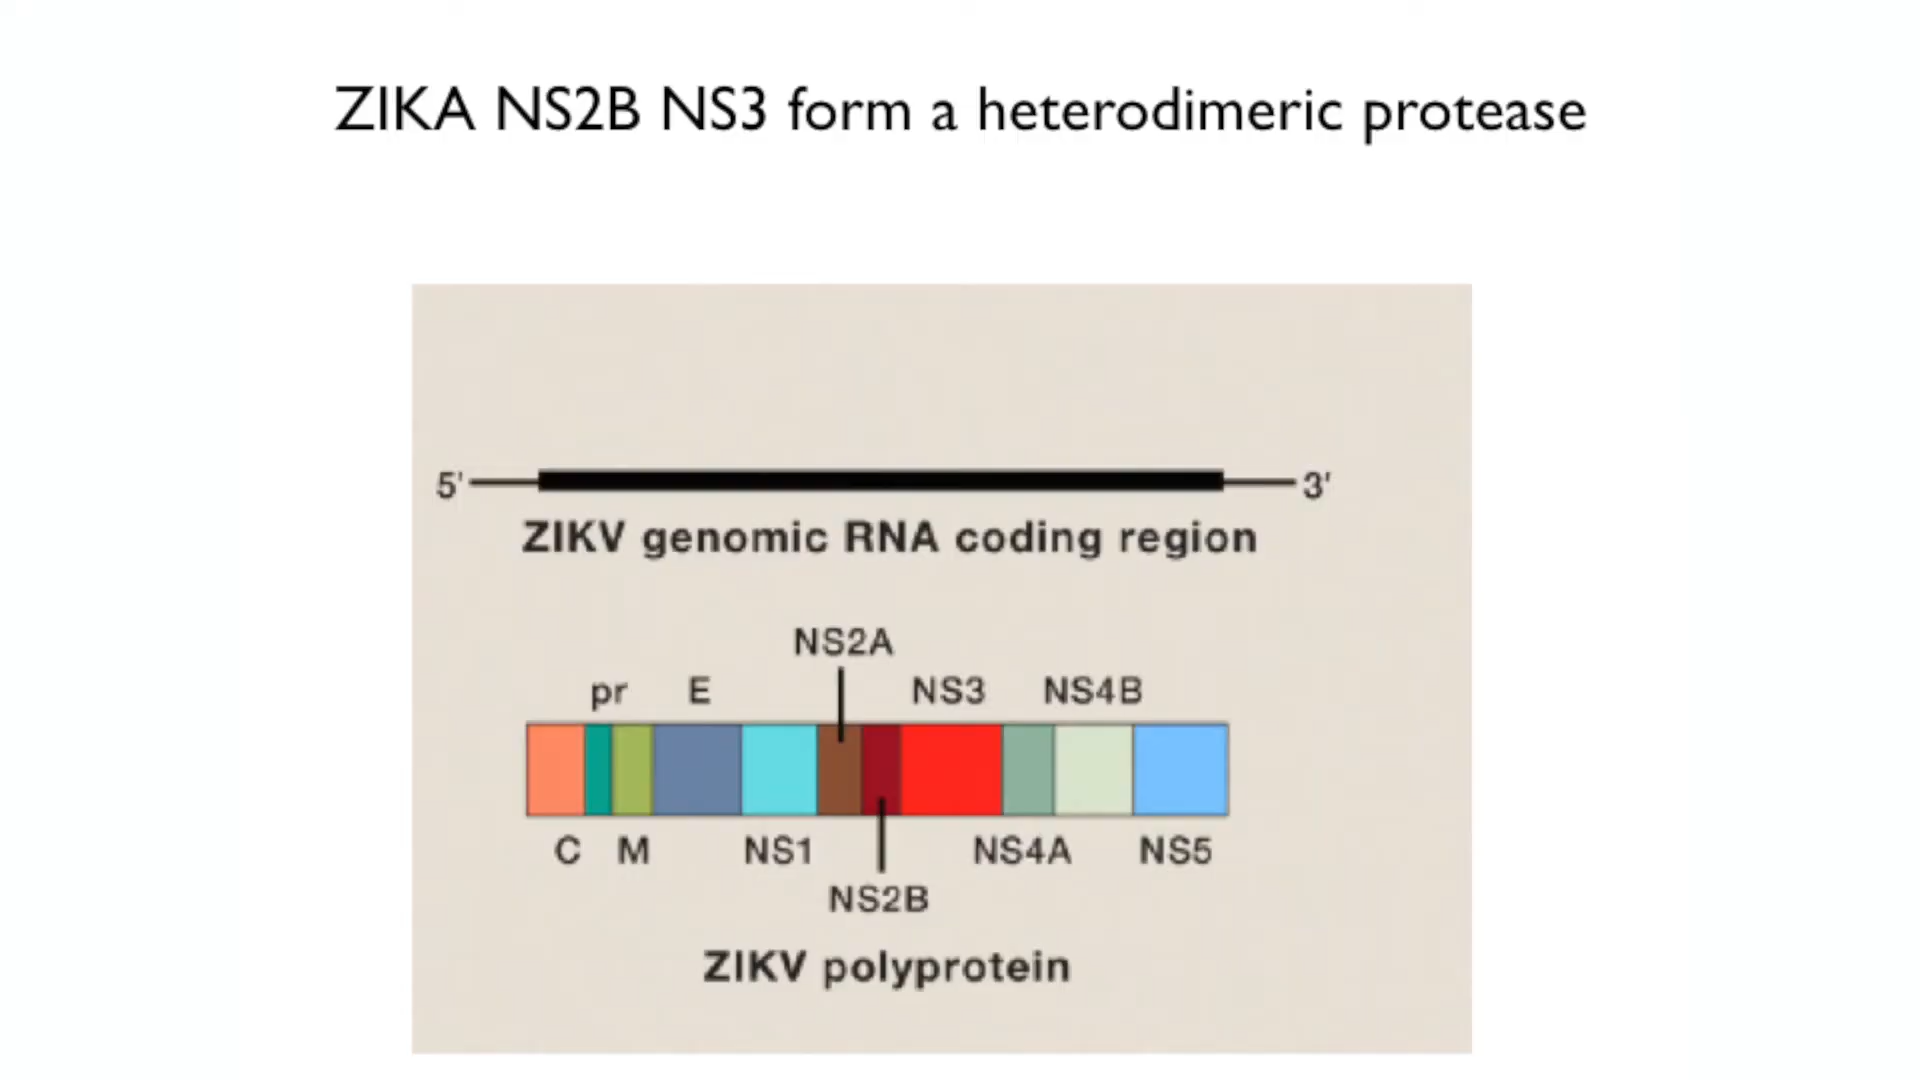 ZIKA NS2B NS3 form a heterodimeric protease
5' 3'
ZIKV genomic RNA coding region
NS2A
pr E NS3 NS4B
C M NS1 NS4A NS5
NS2B
ZIKV polyprotein